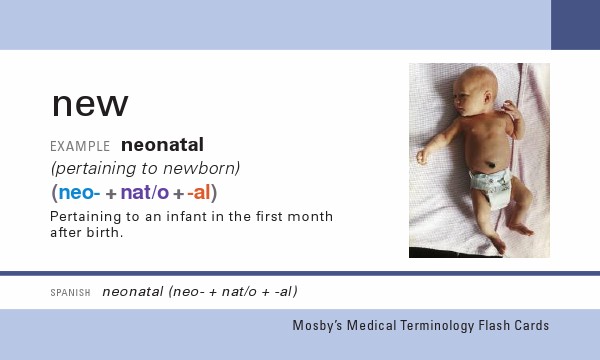 new
EXAMPLE neonatal
(pertaining to newborn)
(neo- + nat/o + -al)
Pertaining to an infant in the first month
after birth.
SPANISH neonatal (neo- + nat/o + -al)
Mosby's Medical Terminology Flash Cards